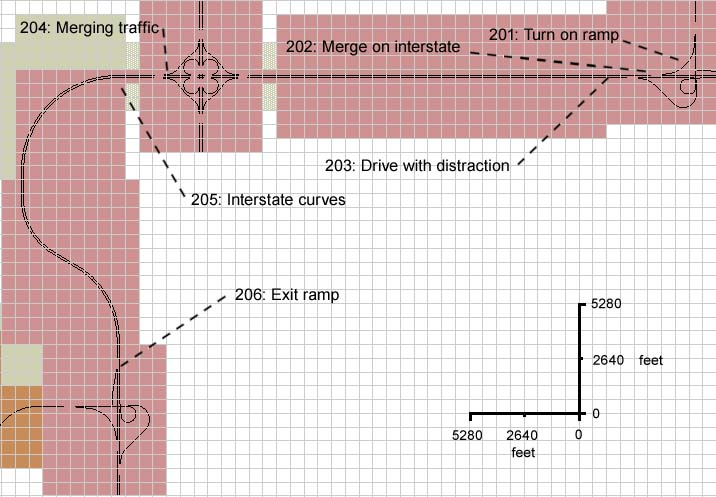 204: Merging traffic
201: Turn on ramp
202: Merge on interstate
203: Drive with distraction
205: Interstate curves
206: Exit ramp
5280
2640 feet
0
5280 2640 0
feet